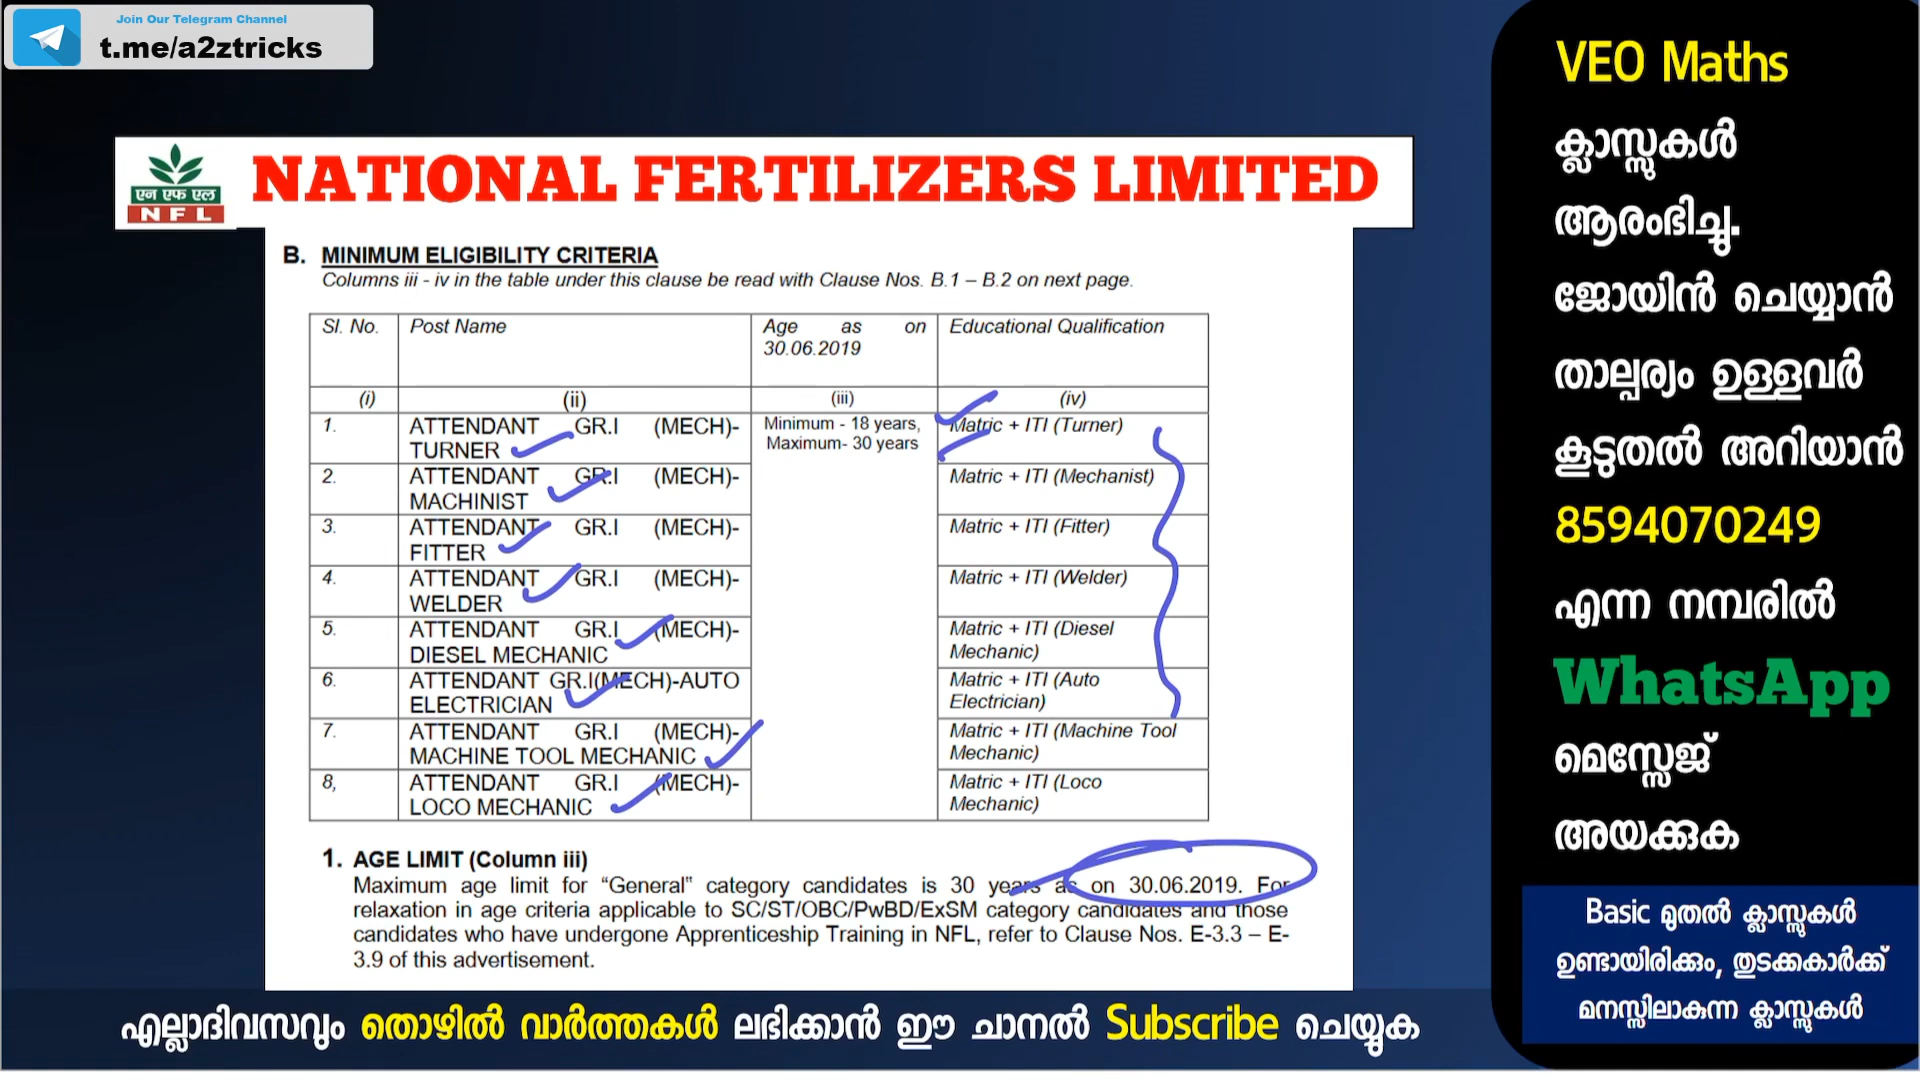 Join Our Telegram Channel
t.me/a2ztricks
एन एफ एल
NFL
NATIONAL FERTILIZERS LIMITED
B. MINIMUM ELIGIBILITY CRITERIA
Columns iii - iv in the table under this clause be read with Clause Nos. B.1 – B.2 on next page.
Sl. No. Post Name Age as on 30.06.2019 Educational Qualification
(i) (ii) (iii) (iv)
1. ATTENDANT GR.I (MECH)- Minimum - 18 years, Matric + ITI (Turner)
TURNER Maximum- 30 years
2. ATTENDANT GR.I (MECH)- Matric + ITI (Mechanist)
MACHINIST
3. ATTENDANT GR.I (MECH)- Matric + ITI (Fitter)
FITTER
4. ATTENDANT GR.I (MECH)- Matric + ITI (Welder)
WELDER
5. ATTENDANT GR.I (MECH)- Matric + ITI (Diesel
DIESEL MECHANIC Mechanic)
6. ATTENDANT GR.I(MECH)-AUTO Matric + ITI (Auto
ELECTRICIAN Electrician)
7. ATTENDANT GR.I (MECH)- Matric + ITI (Machine Tool
MACHINE TOOL MECHANIC Mechanic)
8, ATTENDANT GR.I (MECH)- Matric + ITI (Loco
LOCO MECHANIC Mechanic)
1. AGE LIMIT (Column iii)
Maximum age limit for “General‟ category candidates is 30 years as on 30.06.2019. For
relaxation in age criteria applicable to SC/ST/OBC/PwBD/ExSM category candidates and those
candidates who have undergone Apprenticeship Training in NFL, refer to Clause Nos. E-3.3 – E-
3.9 of this advertisement.
VEO Maths
ക്ലാസ്സുകൾ
ആരംഭിച്ചു.
ജോയിൻ ചെയ്യാൻ
താല്പര്യം ഉള്ളവർ
കൂടുതൽ അറിയാൻ
8594070249
എന്ന നമ്പരിൽ
WhatsApp
മെസ്സേജ്
അയക്കുക
Basic മുതൽ ക്ലാസ്സുകൾ
ഉണ്ടായിരിക്കും, തുടക്കകാർക്ക്
മനസ്സിലാകുന്ന ക്ലാസ്സുകൾ
എല്ലാദിവസവും തൊഴിൽ വാർത്തകൾ ലഭിക്കാൻ ഈ ചാനൽ Subscribe ചെയ്യുക